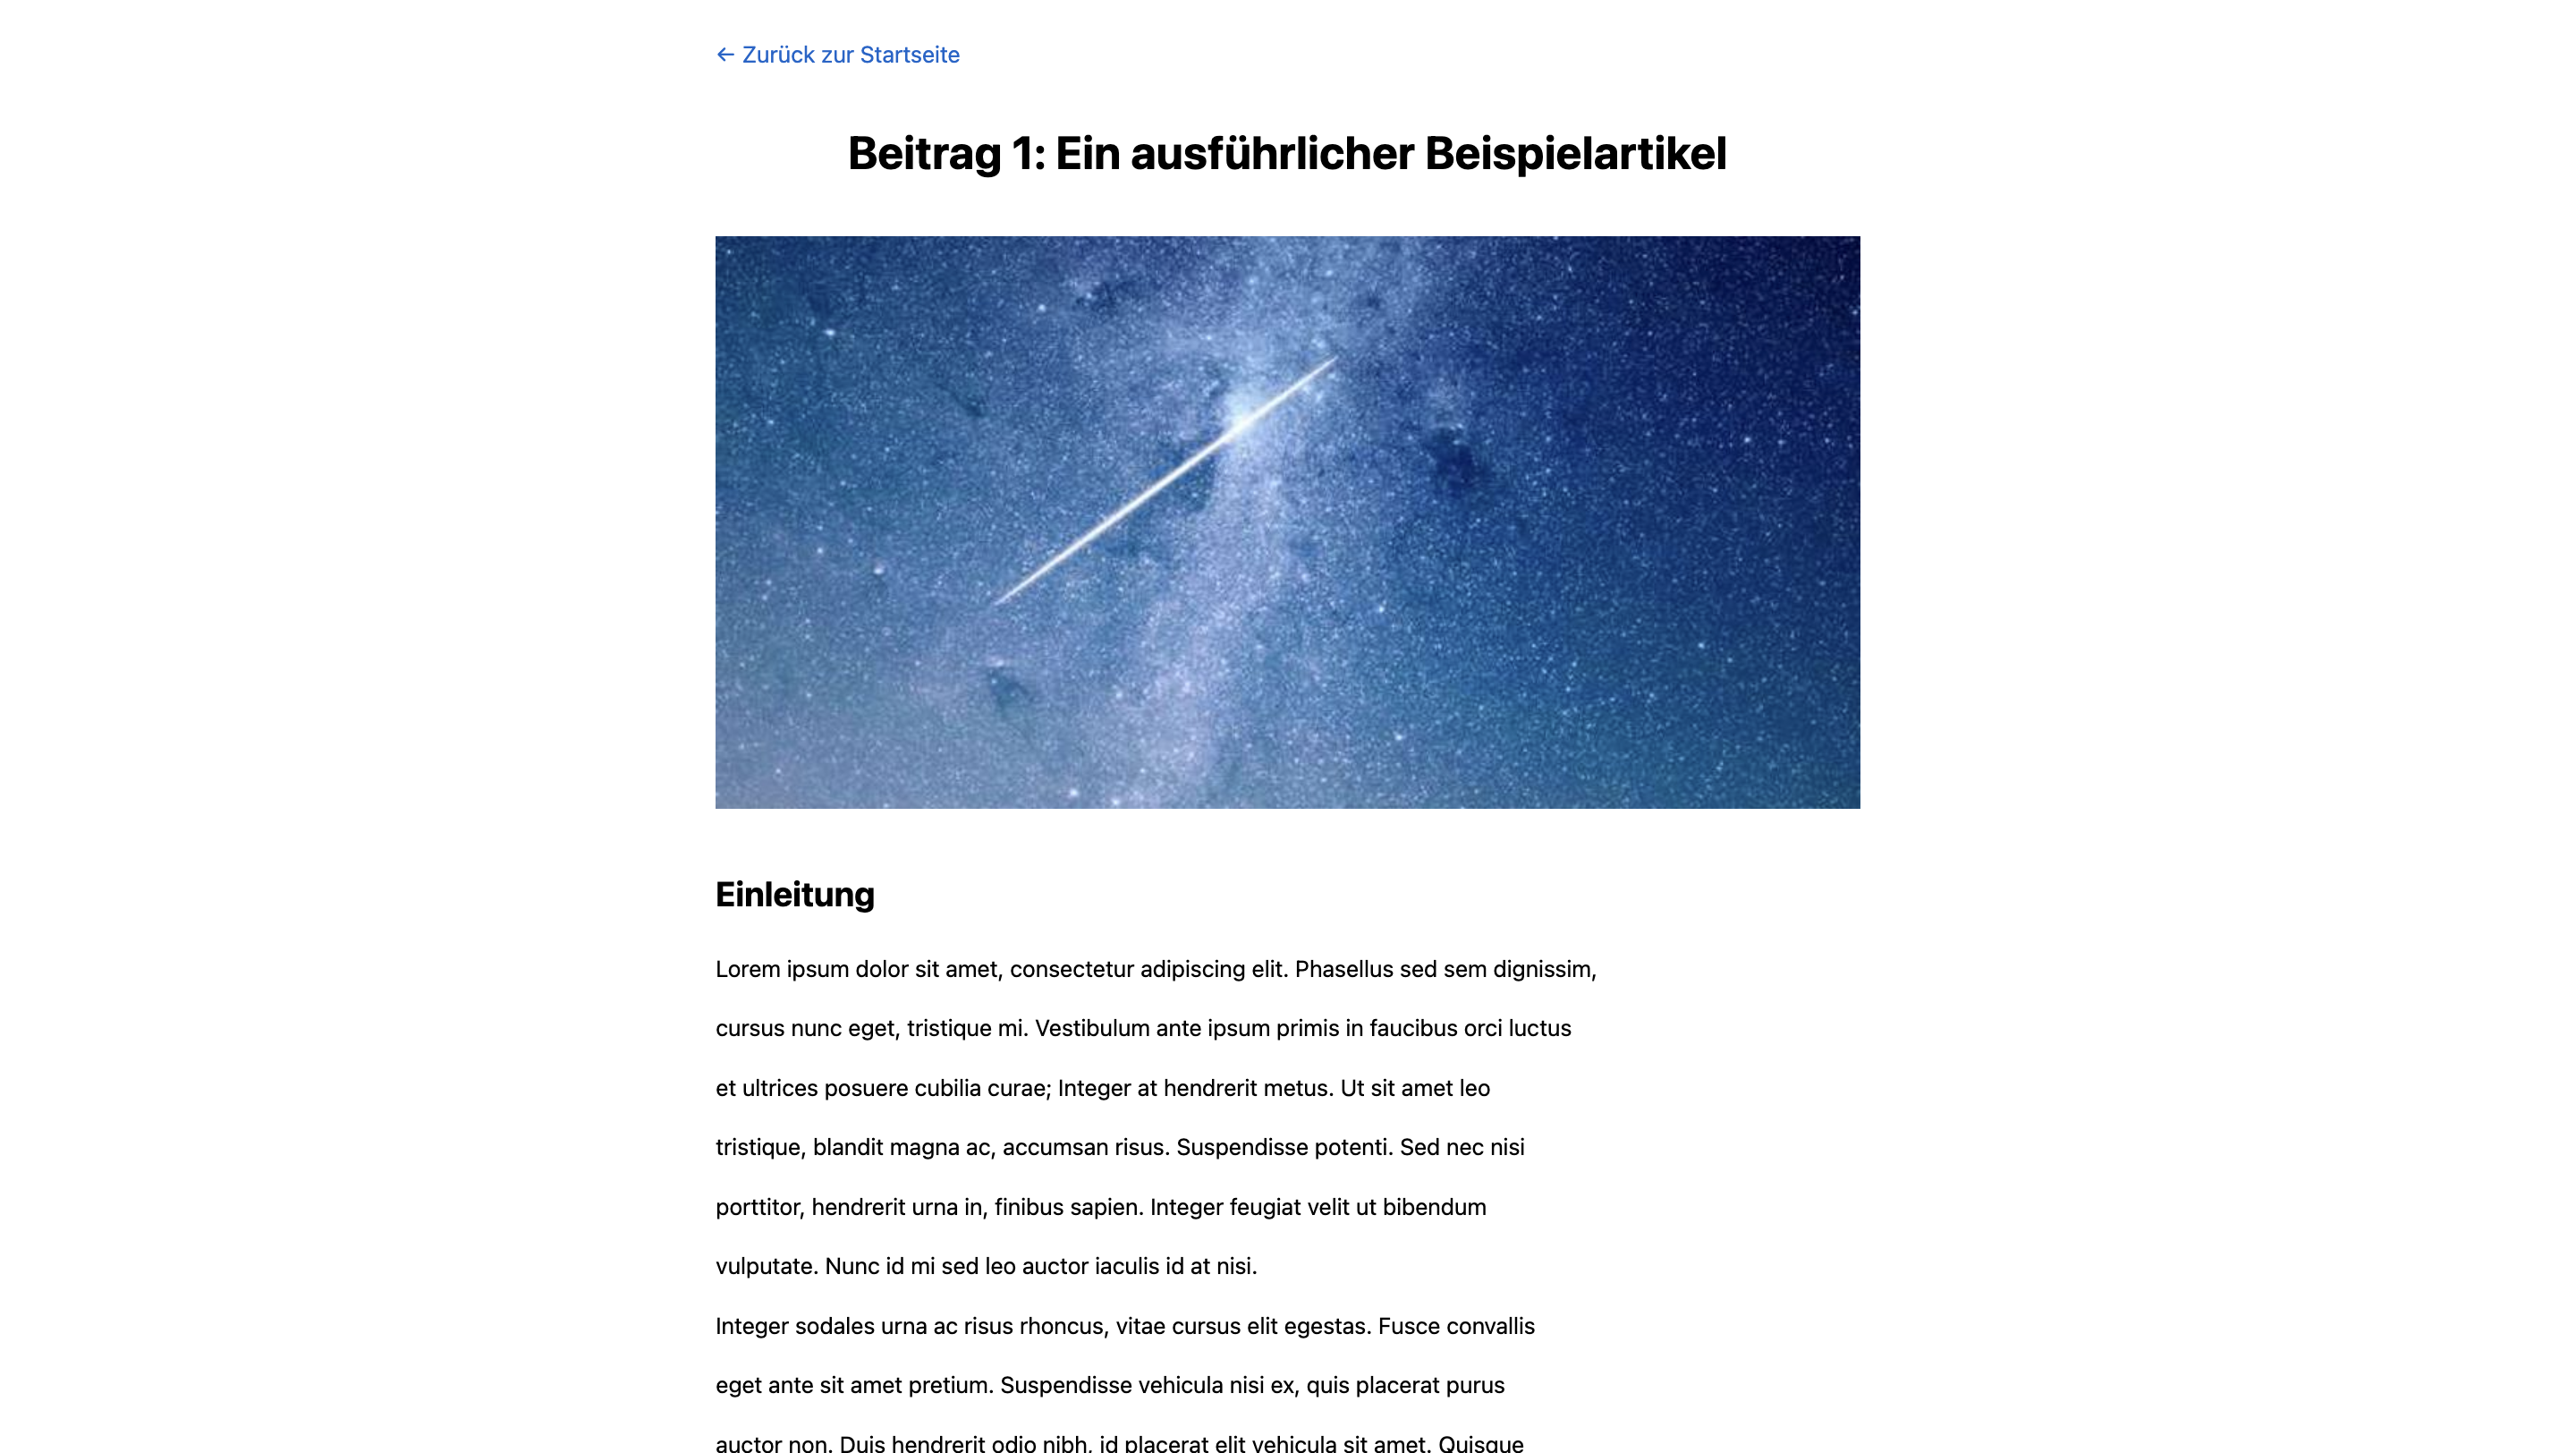 ← Zurück zur Startseite
Beitrag 1: Ein ausführlicher Beispielartikel
Einleitung
Lorem ipsum dolor sit amet, consectetur adipiscing elit. Phasellus sed sem dignissim,
cursus nunc eget, tristique mi. Vestibulum ante ipsum primis in faucibus orci luctus
et ultrices posuere cubilia curae; Integer at hendrerit metus. Ut sit amet leo
tristique, blandit magna ac, accumsan risus. Suspendisse potenti. Sed nec nisi
porttitor, hendrerit urna in, finibus sapien. Integer feugiat velit ut bibendum
vulputate. Nunc id mi sed leo auctor iaculis id at nisi.
Integer sodales urna ac risus rhoncus, vitae cursus elit egestas. Fusce convallis
eget ante sit amet pretium. Suspendisse vehicula nisi ex, quis placerat purus
auctor non. Duis hendrerit odio nibh, id placerat elit vehicula sit amet. Quisque